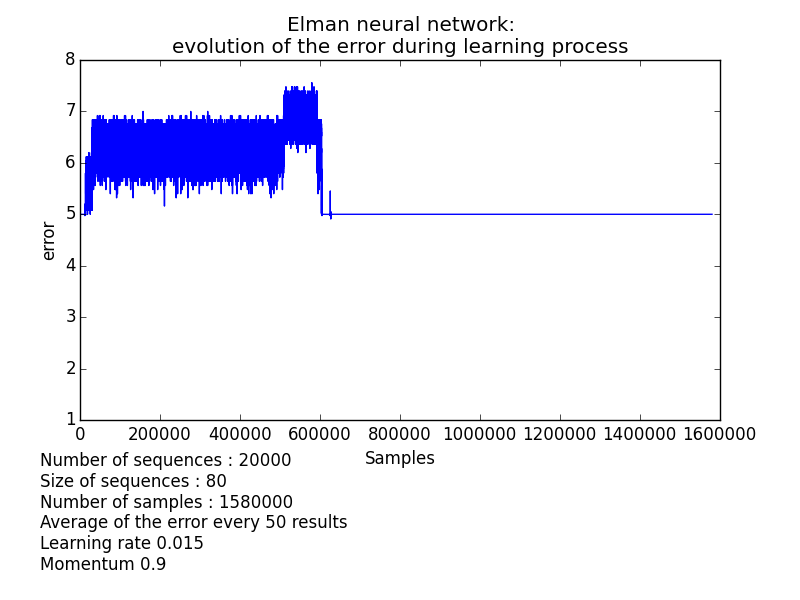 Elman neural network:
evolution of the error during learning process
8
7
6
5
4
3
2
1
error
0 200000 400000 600000 800000 1000000 1200000 1400000 1600000
Samples
Number of sequences : 20000
Size of sequences : 80
Number of samples : 1580000
Average of the error every 50 results
Learning rate 0.015
Momentum 0.9